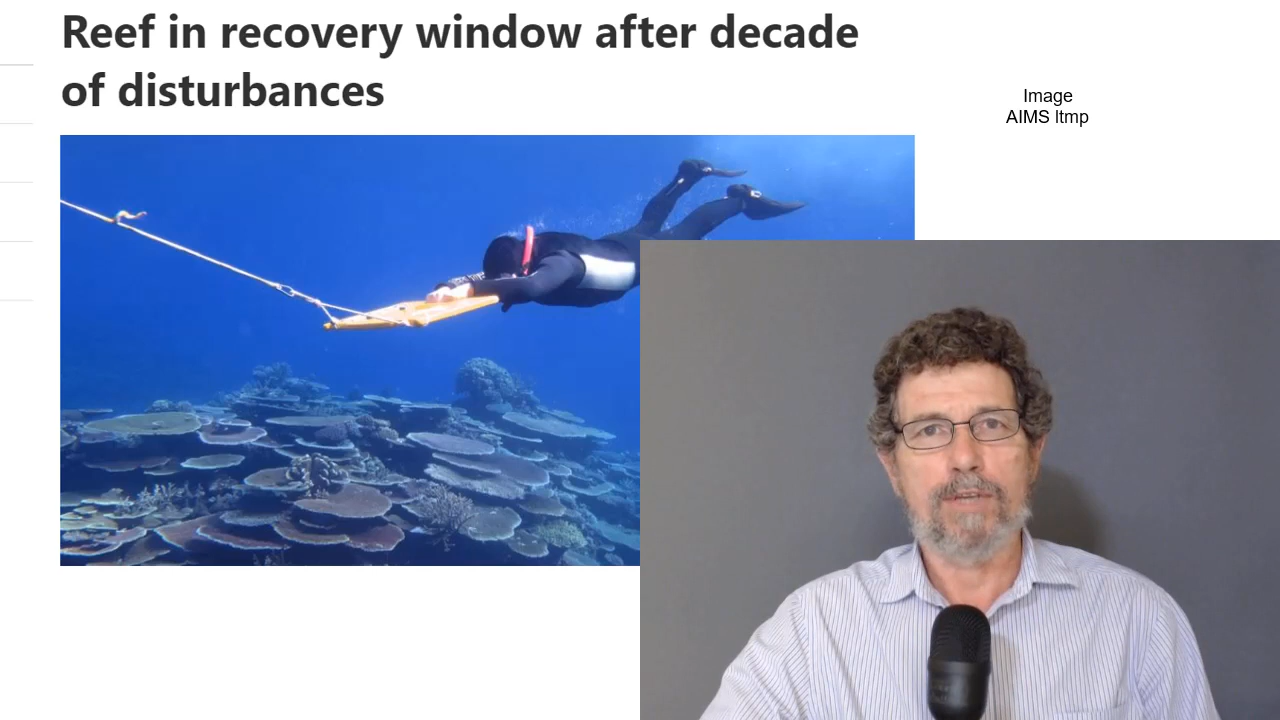 Reef in recovery window after decade
of disturbances
Image
AIMS ltmp